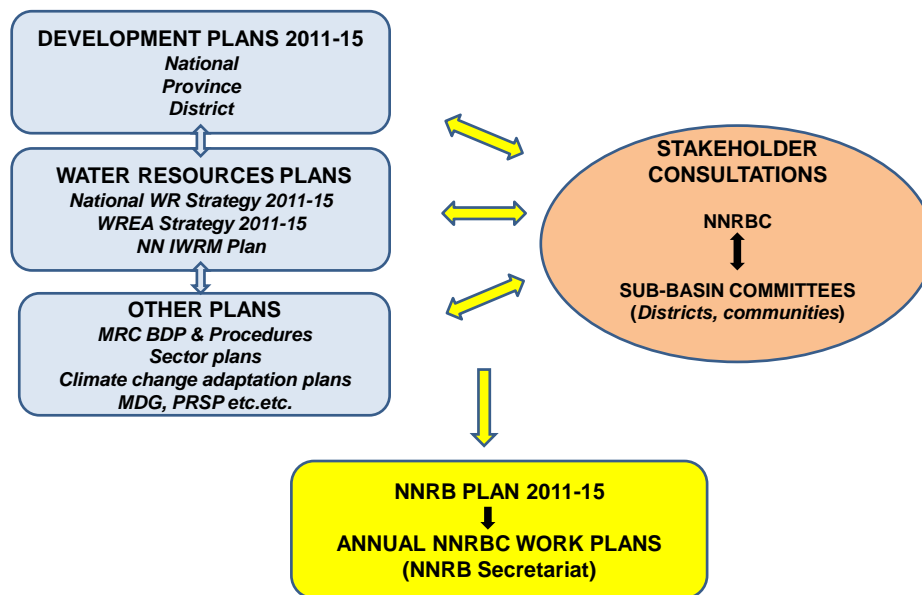 DEVELOPMENT PLANS 2011-15
National
Province
District
WATER RESOURCES PLANS
National WR Strategy 2011-15
WREA Strategy 2011-15
NN IWRM Plan
OTHER PLANS
MRC BDP & Procedures
Sector plans
Climate change adaptation plans
MDG, PRSP etc.etc.
STAKEHOLDER
CONSULTATIONS
NNRBC
SUB-BASIN COMMITTEES
(Districts, communities)
NNRB PLAN 2011-15
ANNUAL NNRBC WORK PLANS
(NNRB Secretariat)